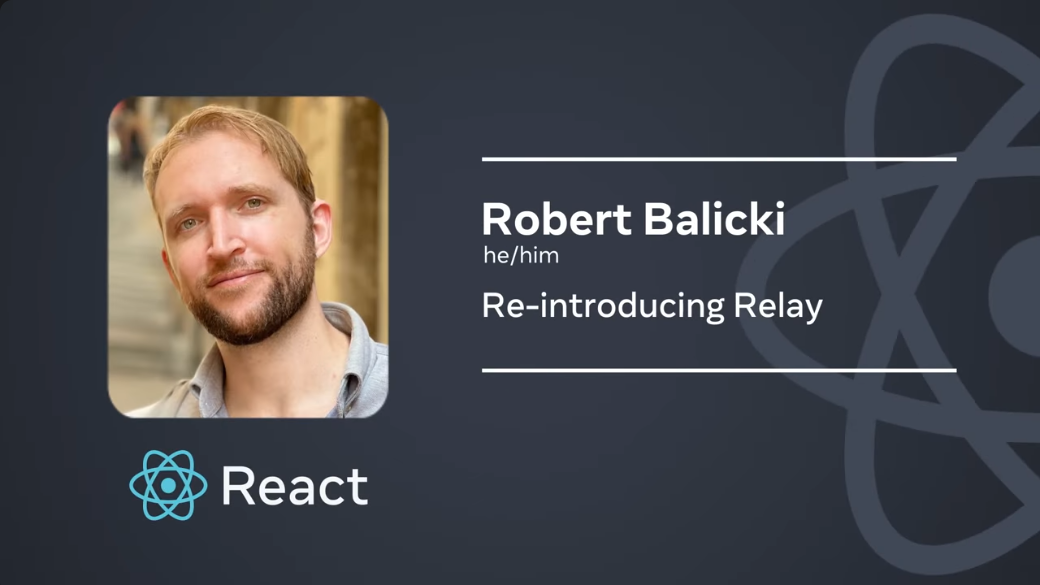 Robert Balicki
he/him
Re-introducing Relay
React